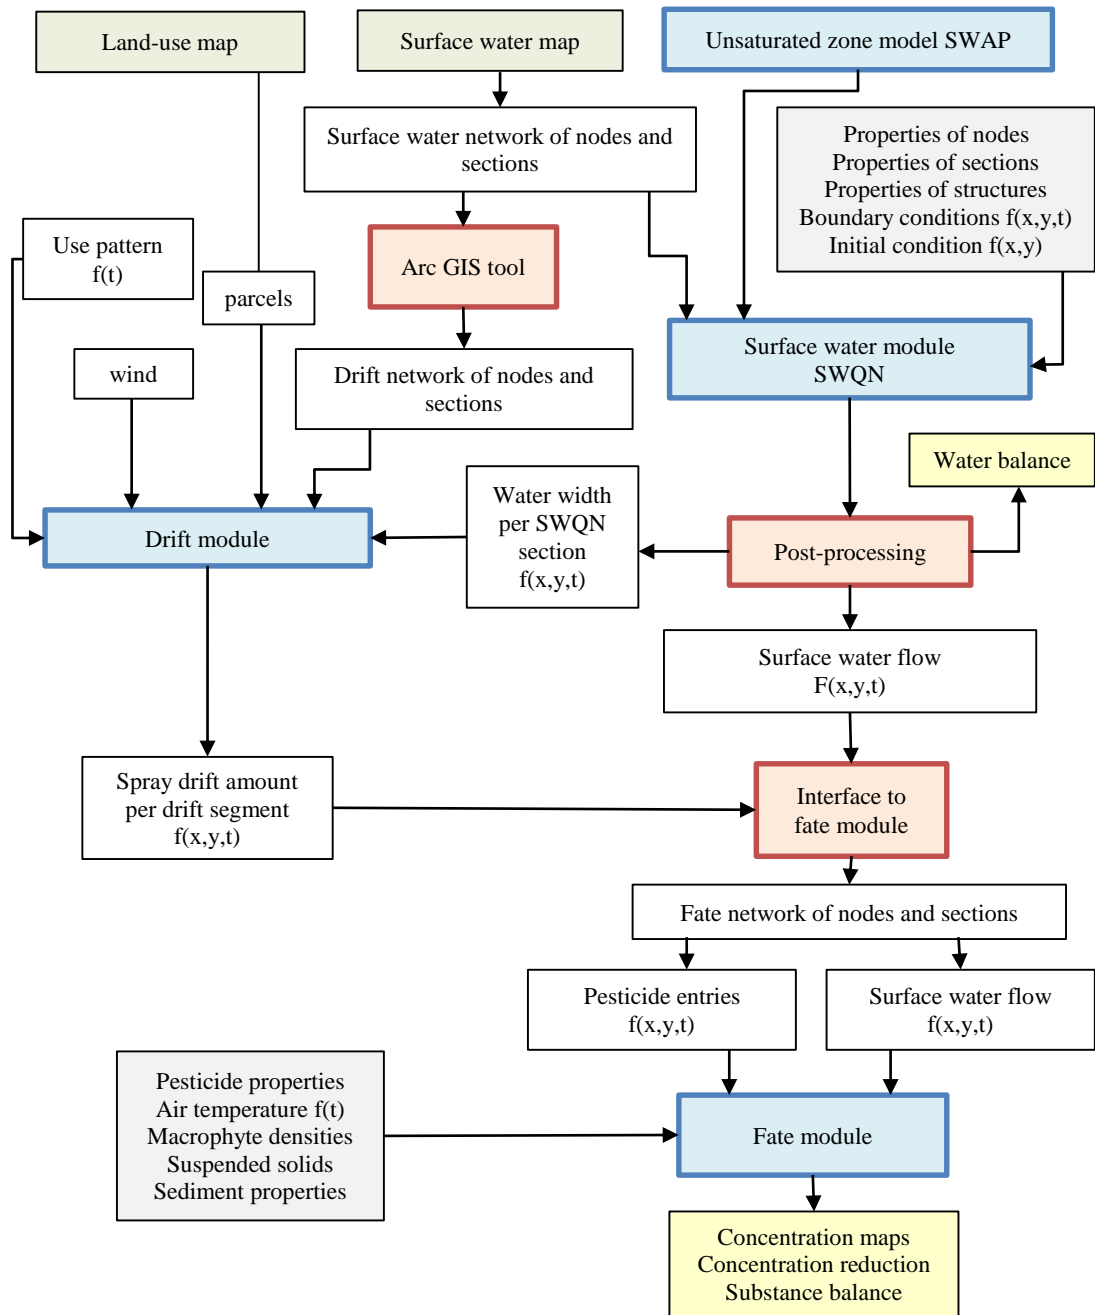 Land-use map
Surface water map
Unsaturated zone model SWAP
Surface water network of nodes and
sections
Properties of nodes
Properties of sections
Properties of structures
Boundary conditions f(x,y,t)
Initial condition f(x,y)
Use pattern
f(t)
Arc GIS tool
parcels
wind
Drift network of nodes and
sections
Surface water module
SWQN
Water balance
Water width
per SWQN
section
f(x,y,t)
Drift module
Post-processing
Surface water flow
F(x,y,t)
Spray drift amount
per drift segment
f(x,y,t)
Interface to
fate module
Fate network of nodes and sections
Pesticide entries
f(x,y,t)
Surface water flow
f(x,y,t)
Pesticide properties
Air temperature f(t)
Macrophyte densities
Suspended solids
Sediment properties
Fate module
Concentration maps
Concentration reduction
Substance balance